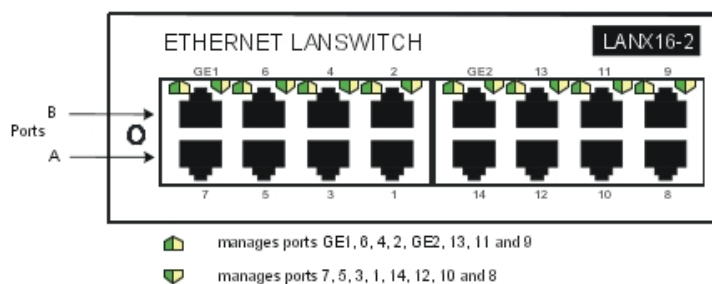 ETHERNET LANSWITCH LANX16-2
GE1 6 4 2 GE2 13 11 9
B
Ports
A
7 5 3 1 14 12 10 8
manages ports GE1, 6, 4, 2, GE2, 13, 11 and 9
manages ports 7, 5, 3, 1, 14, 12, 10 and 8